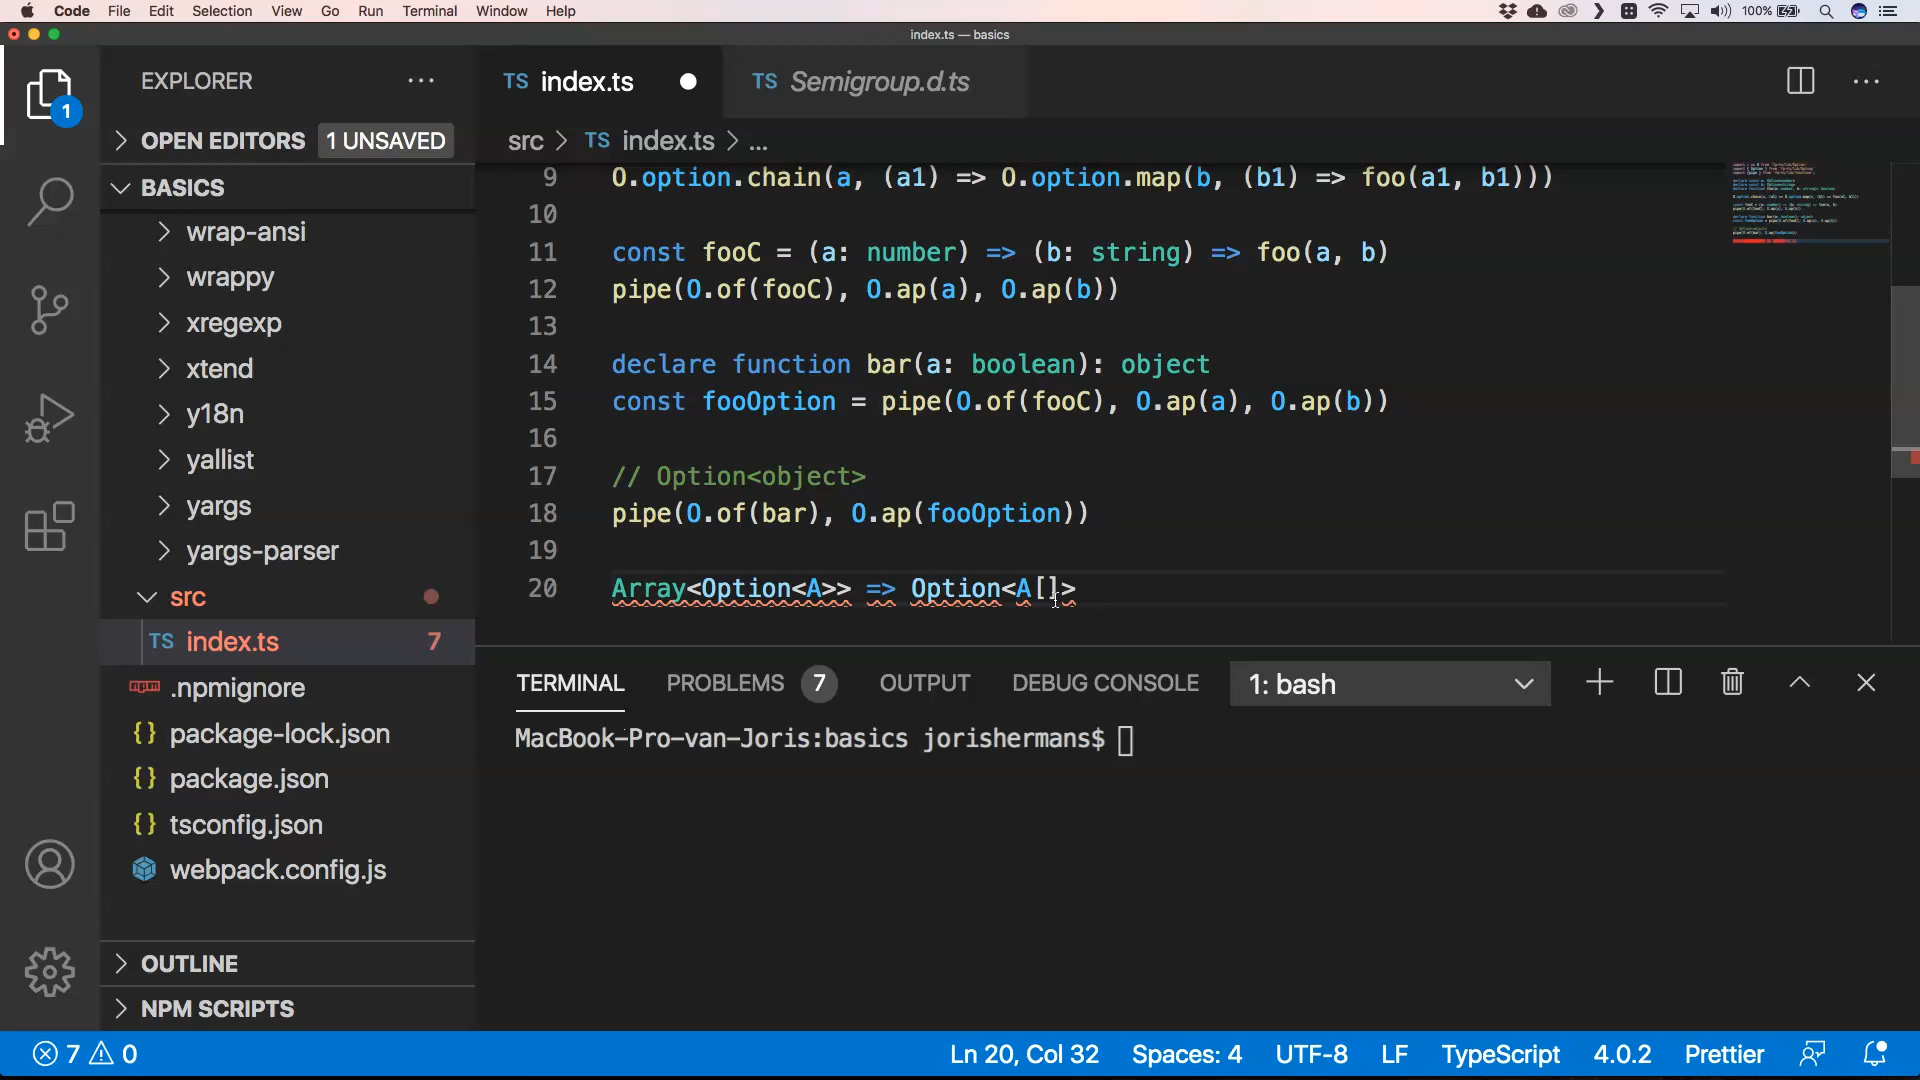 Code File Edit Selection View Go Run Terminal Window Help 100%
index.ts — basics
EXPLORER
TS index.ts
TS Semigroup.d.ts
OPEN EDITORS 1 UNSAVED
src > TS index.ts > ...
BASICS
wrap-ansi
wrappy
xregexp
xtend
y18n
yallist
yargs
yargs-parser
src
TS index.ts 7
.npmignore
{} package-lock.json
{} package.json
{} tsconfig.json
webpack.config.js
OUTLINE
NPM SCRIPTS
9 O.option.chain(a, (a1) => O.option.map(b, (b1) => foo(a1, b1)))
10
11 const fooC = (a: number) => (b: string) => foo(a, b)
12 pipe(O.of(fooC), O.ap(a), O.ap(b))
13
14 declare function bar(a: boolean): object
15 const fooOption = pipe(O.of(fooC), O.ap(a), O.ap(b))
16
17 // Option<object>
18 pipe(O.of(bar), O.ap(fooOption))
19
20 Array<Option<A>> => Option<A[]>
TERMINAL PROBLEMS 7 OUTPUT DEBUG CONSOLE 1: bash
MacBook-Pro-van-Joris:basics jorishermans$
1
7 0 Ln 20, Col 32 Spaces: 4 UTF-8 LF TypeScript 4.0.2 Prettier